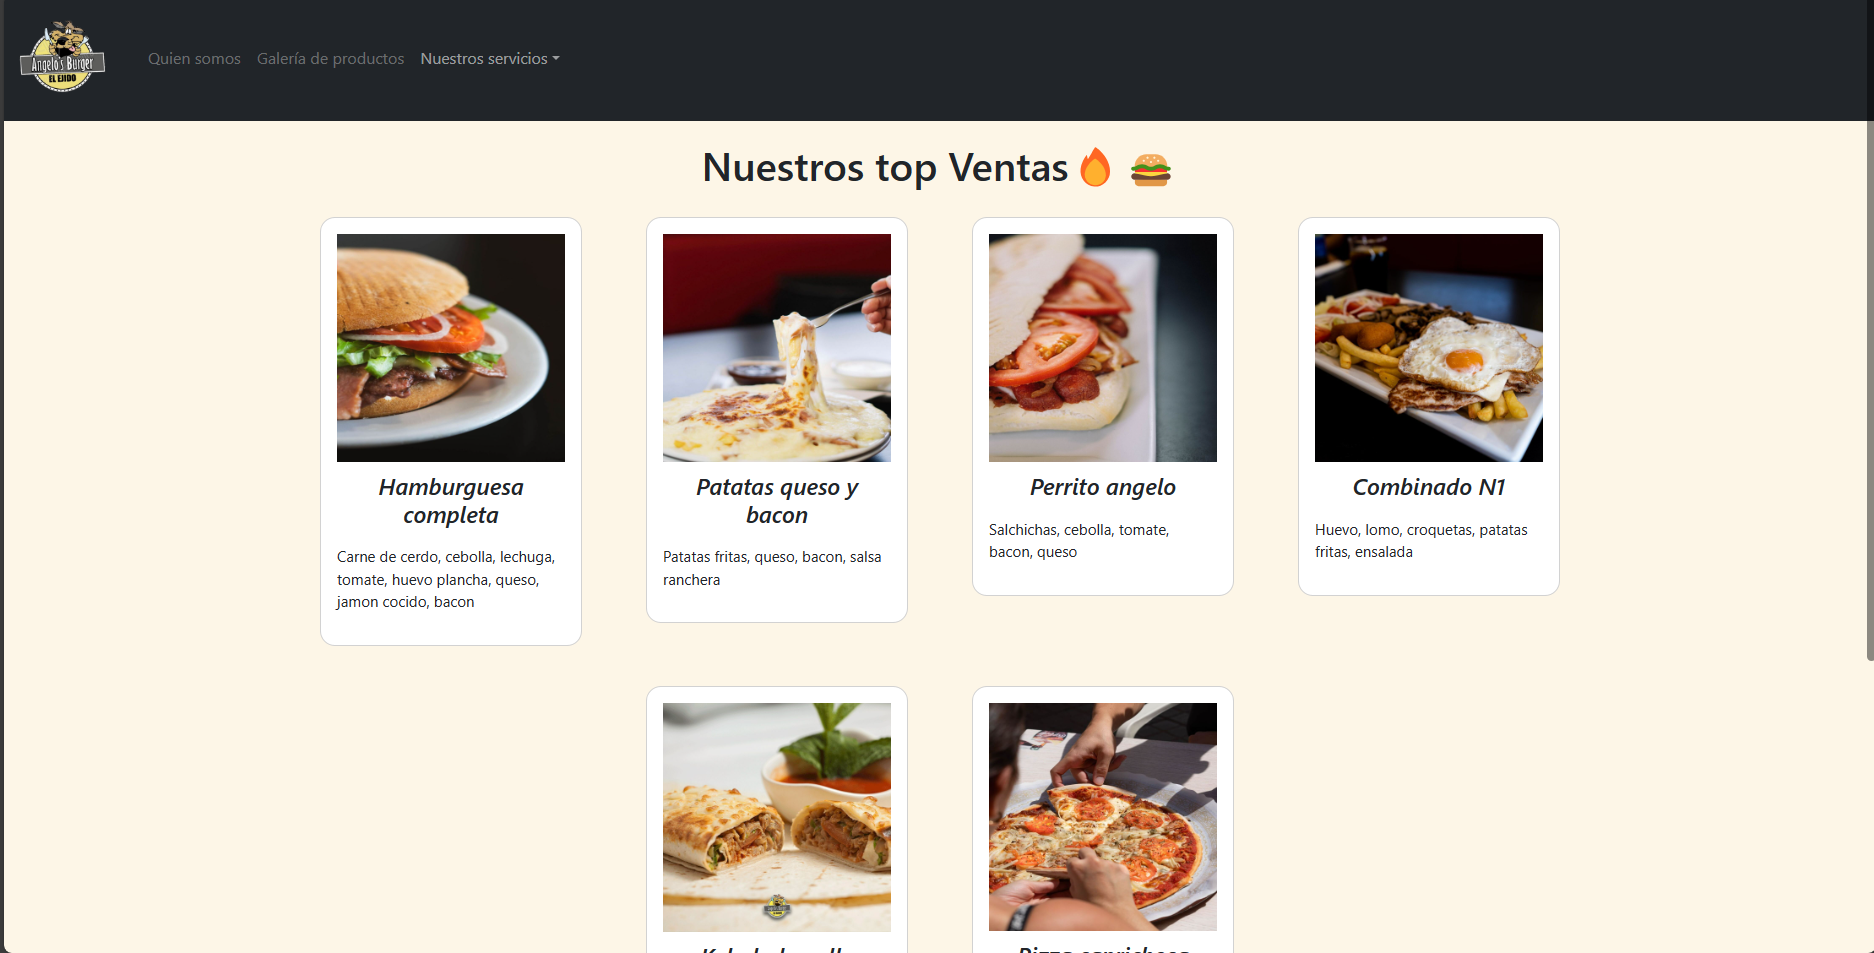 Angelo's Burger
EL EJIDO
Quien somos
Galería de productos
Nuestros servicios
Nuestros top Ventas
Hamburguesa
completa
Carne de cerdo, cebolla, lechuga,
tomate, huevo plancha, queso,
jamon cocido, bacon
Patatas queso y
bacon
Patatas fritas, queso, bacon, salsa
ranchera
Perrito angelo
Salchichas, cebolla, tomate,
bacon, queso
Combinado N1
Huevo, lomo, croquetas, patatas
fritas, ensalada
Pizza caprichosa